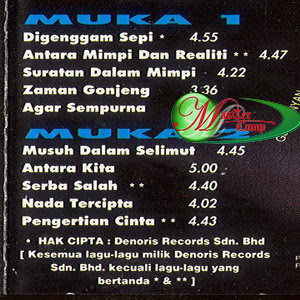 MUKA 1
Digenggam Sepi * 4.55
Antara Mimpi Dan Realiti ** 4.47
Suratan Dalam Mimpi 4.22
Zaman Gonjeng 3.36
Agar Sempurna
MUKA
Musuh Dalam Selimut 4.45
Antara Kita 5.00
Serba Salah ** 4.40
Nada Tercipta 4.02
Pengertian Cinta ** 4.43
• HAK CIPTA : Denoris Records Sdn. Bhd
[ Kesemua lagu-lagu milik Denoris Records
Sdn. Bhd. kecuali lagu-lagu yang
bertanda * & ** ]